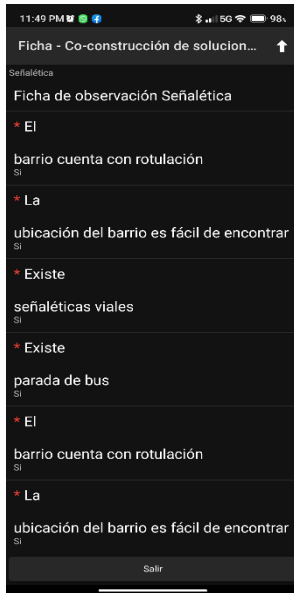 11:49 PM
5G 98%
Ficha - Co-construcción de solucion...
Señalética
Ficha de observación Señalética
* El
barrio cuenta con rotulación
Si
* La
ubicación del barrio es fácil de encontrar
Si
* Existe
señaléticas viales
Si
* Existe
parada de bus
Si
* El
barrio cuenta con rotulación
Si
* La
ubicación del barrio es fácil de encontrar
Si
Salir